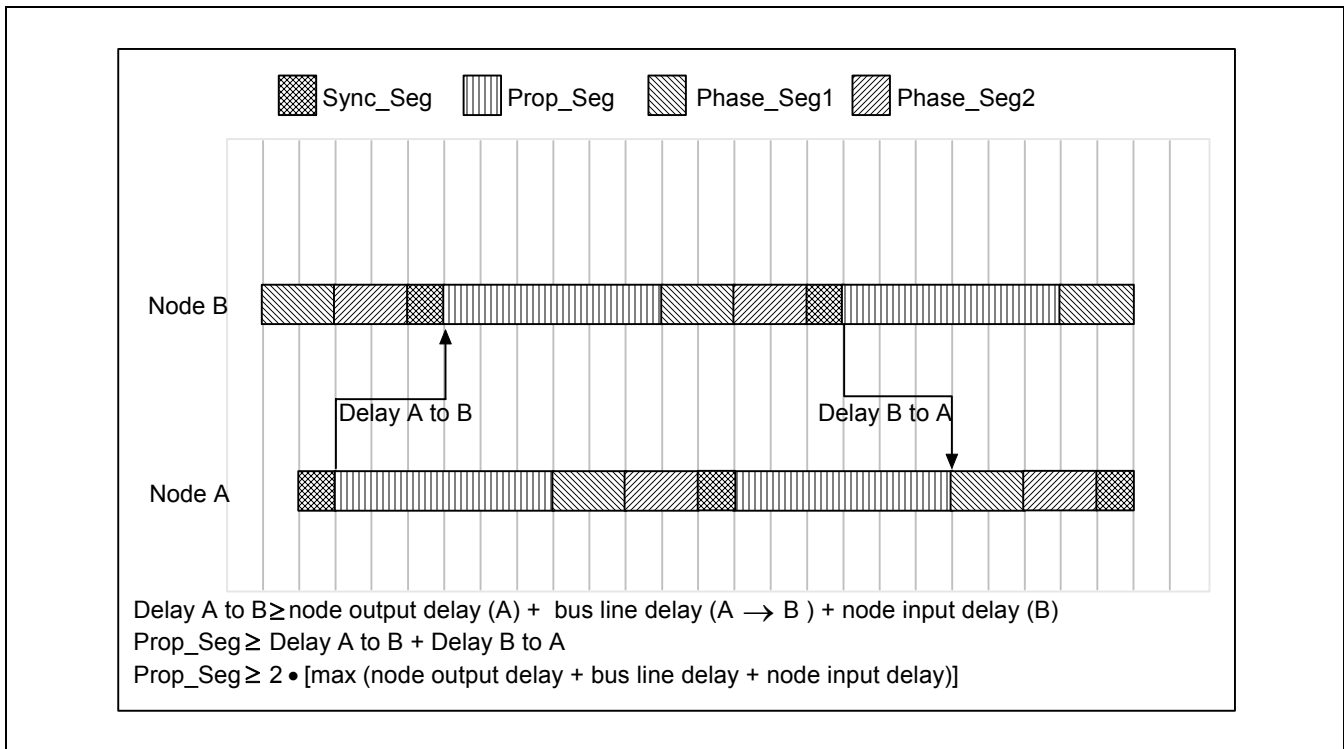 Sync_Seg Prop_Seg Phase_Seg1 Phase_Seg2
Node B
Delay A to B Delay B to A
Node A
Delay A to B≥node output delay (A) + bus line delay (A → B ) + node input delay (B)
Prop_Seg ≥ Delay A to B + Delay B to A
Prop_Seg ≥ 2 • [max (node output delay + bus line delay + node input delay)]